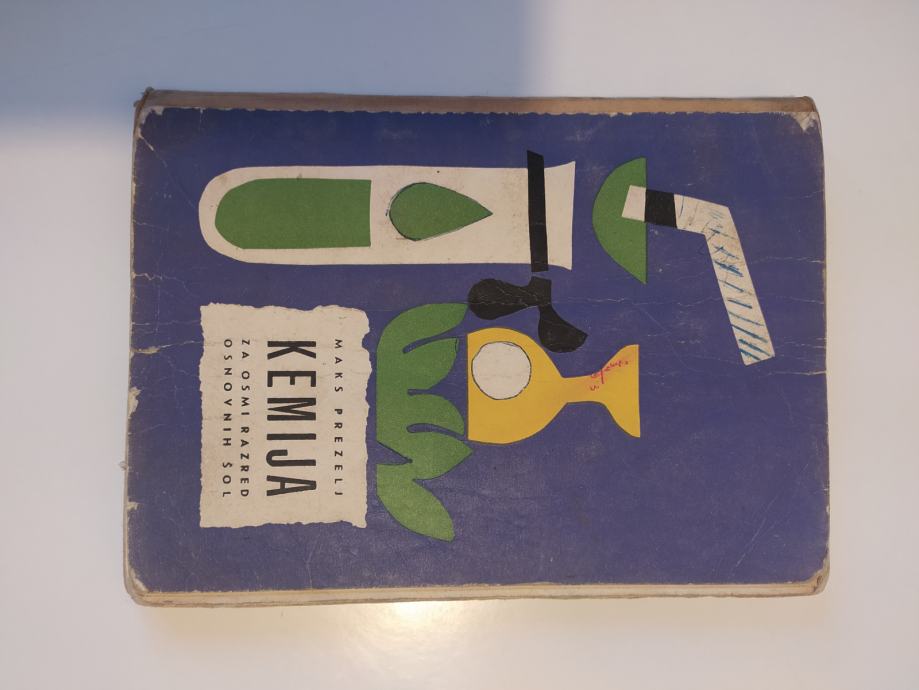 MAKS PREZELJ
KEMIJA
ZA OSMI RAZRED
OSNOVNIH ŠOL